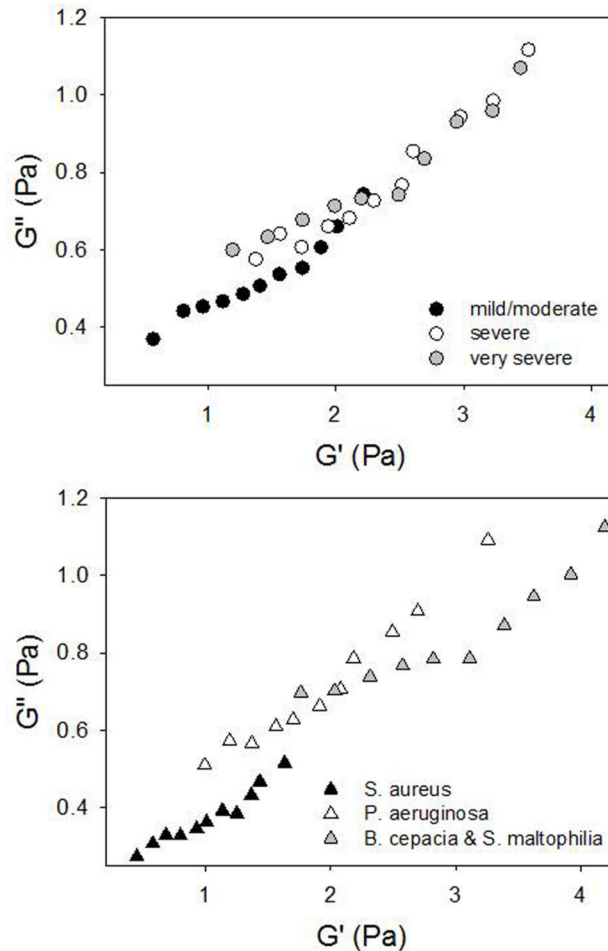 1.2
1.0
0.8
0.6
0.4
G'' (Pa)
mild/moderate
severe
very severe
1 2 3 4
G' (Pa)
1.2
1.0
0.8
0.6
0.4
G'' (Pa)
S. aureus
P. aeruginosa
B. cepacia & S. maltophilia
1 2 3 4
G' (Pa)